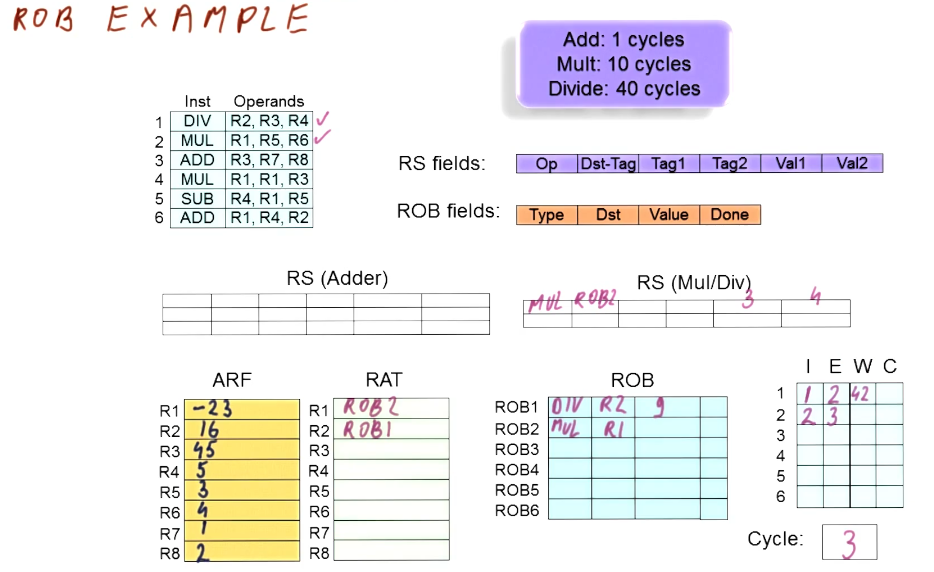 ROB EXAMPLE
Add: 1 cycles
Mult: 10 cycles
Divide: 40 cycles
Inst Operands
1 DIV R2, R3, R4 ✓
2 MUL R1, R5, R6 ✓
3 ADD R3, R7, R8
4 MUL R1, R1, R3
5 SUB R4, R1, R5
6 ADD R1, R4, R2
RS fields: Op Dst-Tag Tag1 Tag2 Val1 Val2
ROB fields: Type Dst Value Done
RS (Adder)
RS (Mul/Div)
MUL ROB2 3 4
ARF
R1 -23
R2 16
R3 45
R4 5
R5 3
R6 4
R7 1
R8 2
RAT
R1 ROB2
R2 ROB1
R3
R4
R5
R6
R7
R8
ROB
ROB1 DIV R2 9
ROB2 MUL R1
ROB3
ROB4
ROB5
ROB6
I E W C
1 1 2 42
2 2 3
3
4
5
6
Cycle: 3